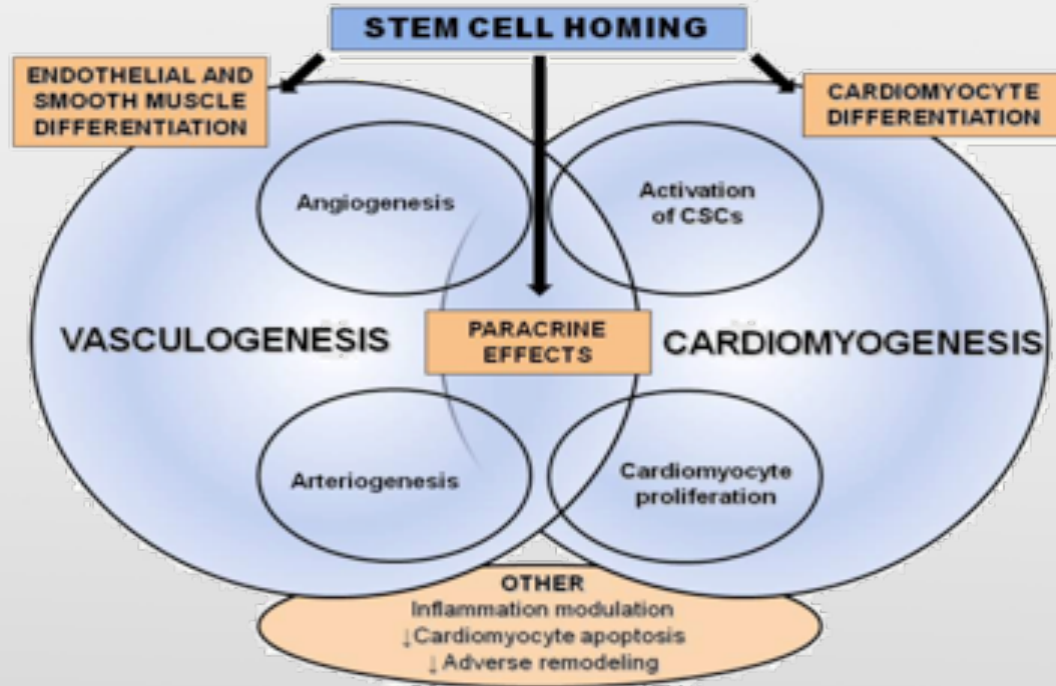 STEM CELL HOMING
ENDOTHELIAL AND
SMOOTH MUSCLE
DIFFERENTIATION
CARDIOMYOCYTE
DIFFERENTIATION
Angiogenesis
Activation
of CSCs
VASCULOGENESIS
PARACRINE
EFFECTS
CARDIOMYOGENESIS
Arteriogenesis
Cardiomyocyte
proliferation
OTHER
Inflammation modulation
↓Cardiomyocyte apoptosis
↓ Adverse remodeling